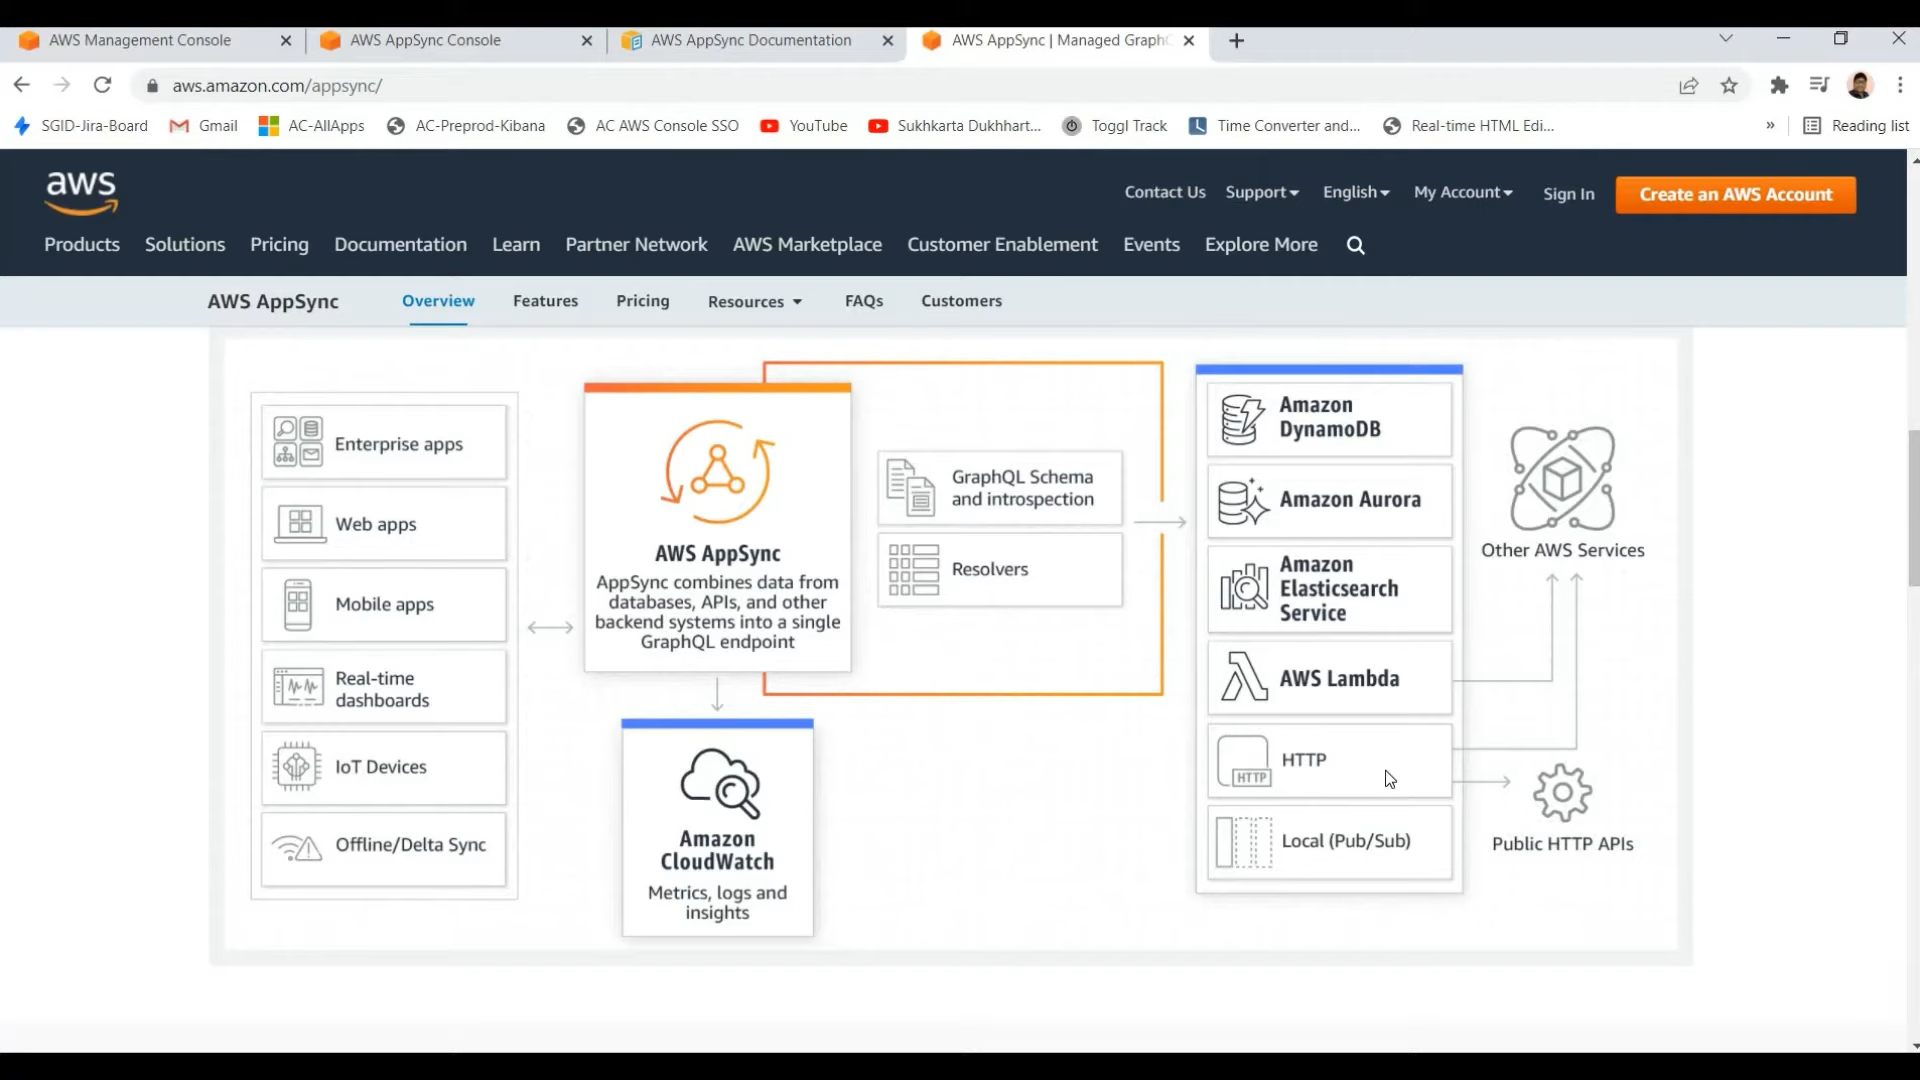 AWS Management Console
AWS AppSync Console
AWS AppSync Documentation
AWS AppSync | Managed Graph
aws.amazon.com/appsync/
SGID-Jira-Board
Gmail
AC-AllApps
AC-Preprod-Kibana
AC AWS Console SSO
YouTube
Sukhkarta Dukhhart...
Toggl Track
Time Converter and...
Real-time HTML Edi...
»
Reading list
aws
Contact Us
Support
English
My Account
Sign In
Create an AWS Account
Products
Solutions
Pricing
Documentation
Learn
Partner Network
AWS Marketplace
Customer Enablement
Events
Explore More
AWS AppSync
Overview
Features
Pricing
Resources
FAQs
Customers
Enterprise apps
Web apps
Mobile apps
Real-time
dashboards
IoT Devices
Offline/Delta Sync
AWS AppSync
AppSync combines data from
databases, APIs, and other
backend systems into a single
GraphQL endpoint
Amazon
CloudWatch
Metrics, logs and
insights
GraphQL Schema
and introspection
Resolvers
Amazon
DynamoDB
Amazon Aurora
Amazon
Elasticsearch
Service
AWS Lambda
HTTP
HTTP
Local (Pub/Sub)
Other AWS Services
Public HTTP APIs